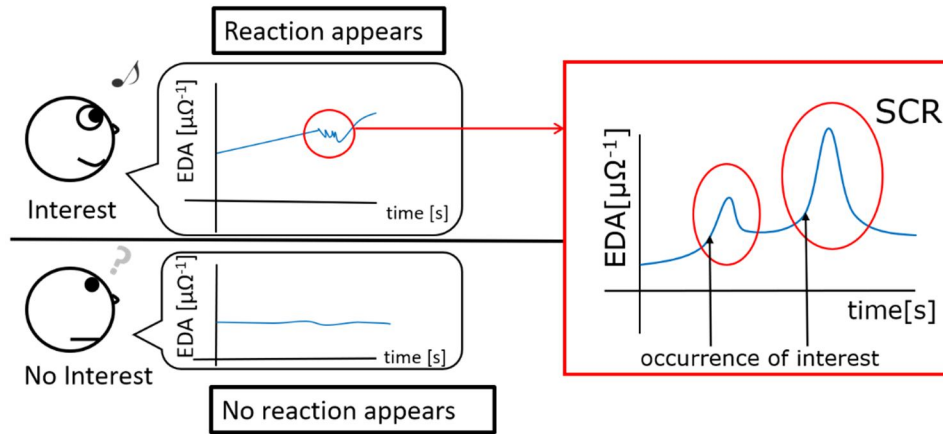 Reaction appears
EDA [μΩ⁻¹]
time [s]
Interest
SCR
EDA[μΩ⁻¹]
time[s]
occurrence of interest
?
EDA [μΩ⁻¹]
time [s]
No Interest
No reaction appears